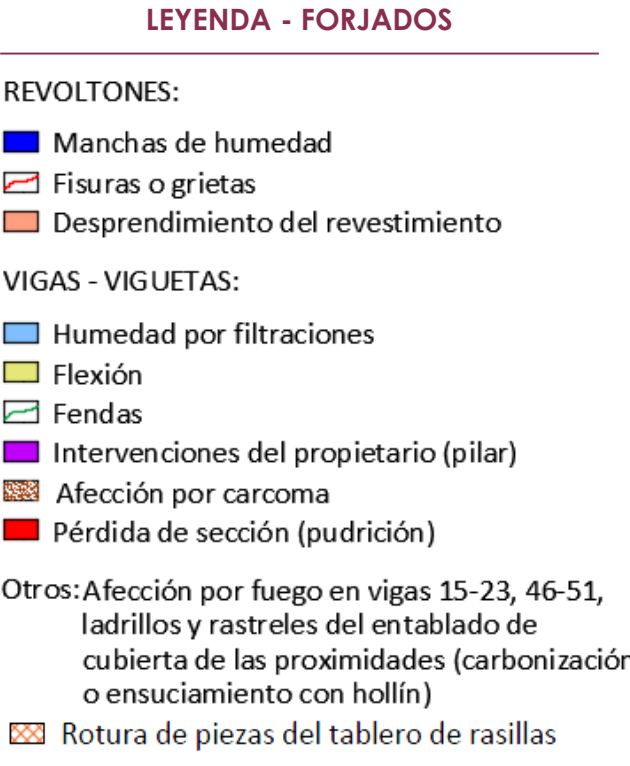 LEYENDA - FORJADOS
REVOLTONES:
Manchas de humedad
Fisuras o grietas
Desprendimiento del revestimiento
VIGAS - VIGUETAS:
Humedad por filtraciones
Flexión
Fendas
Intervenciones del propietario (pilar)
Afección por carcoma
Pérdida de sección (pudrición)
Otros: Afección por fuego en vigas 15-23, 46-51,
ladrillos y rastreles del entablado de
cubierta de las proximidades (carbonización
o ensuciamiento con hollín)
Rotura de piezas del tablero de rasillas